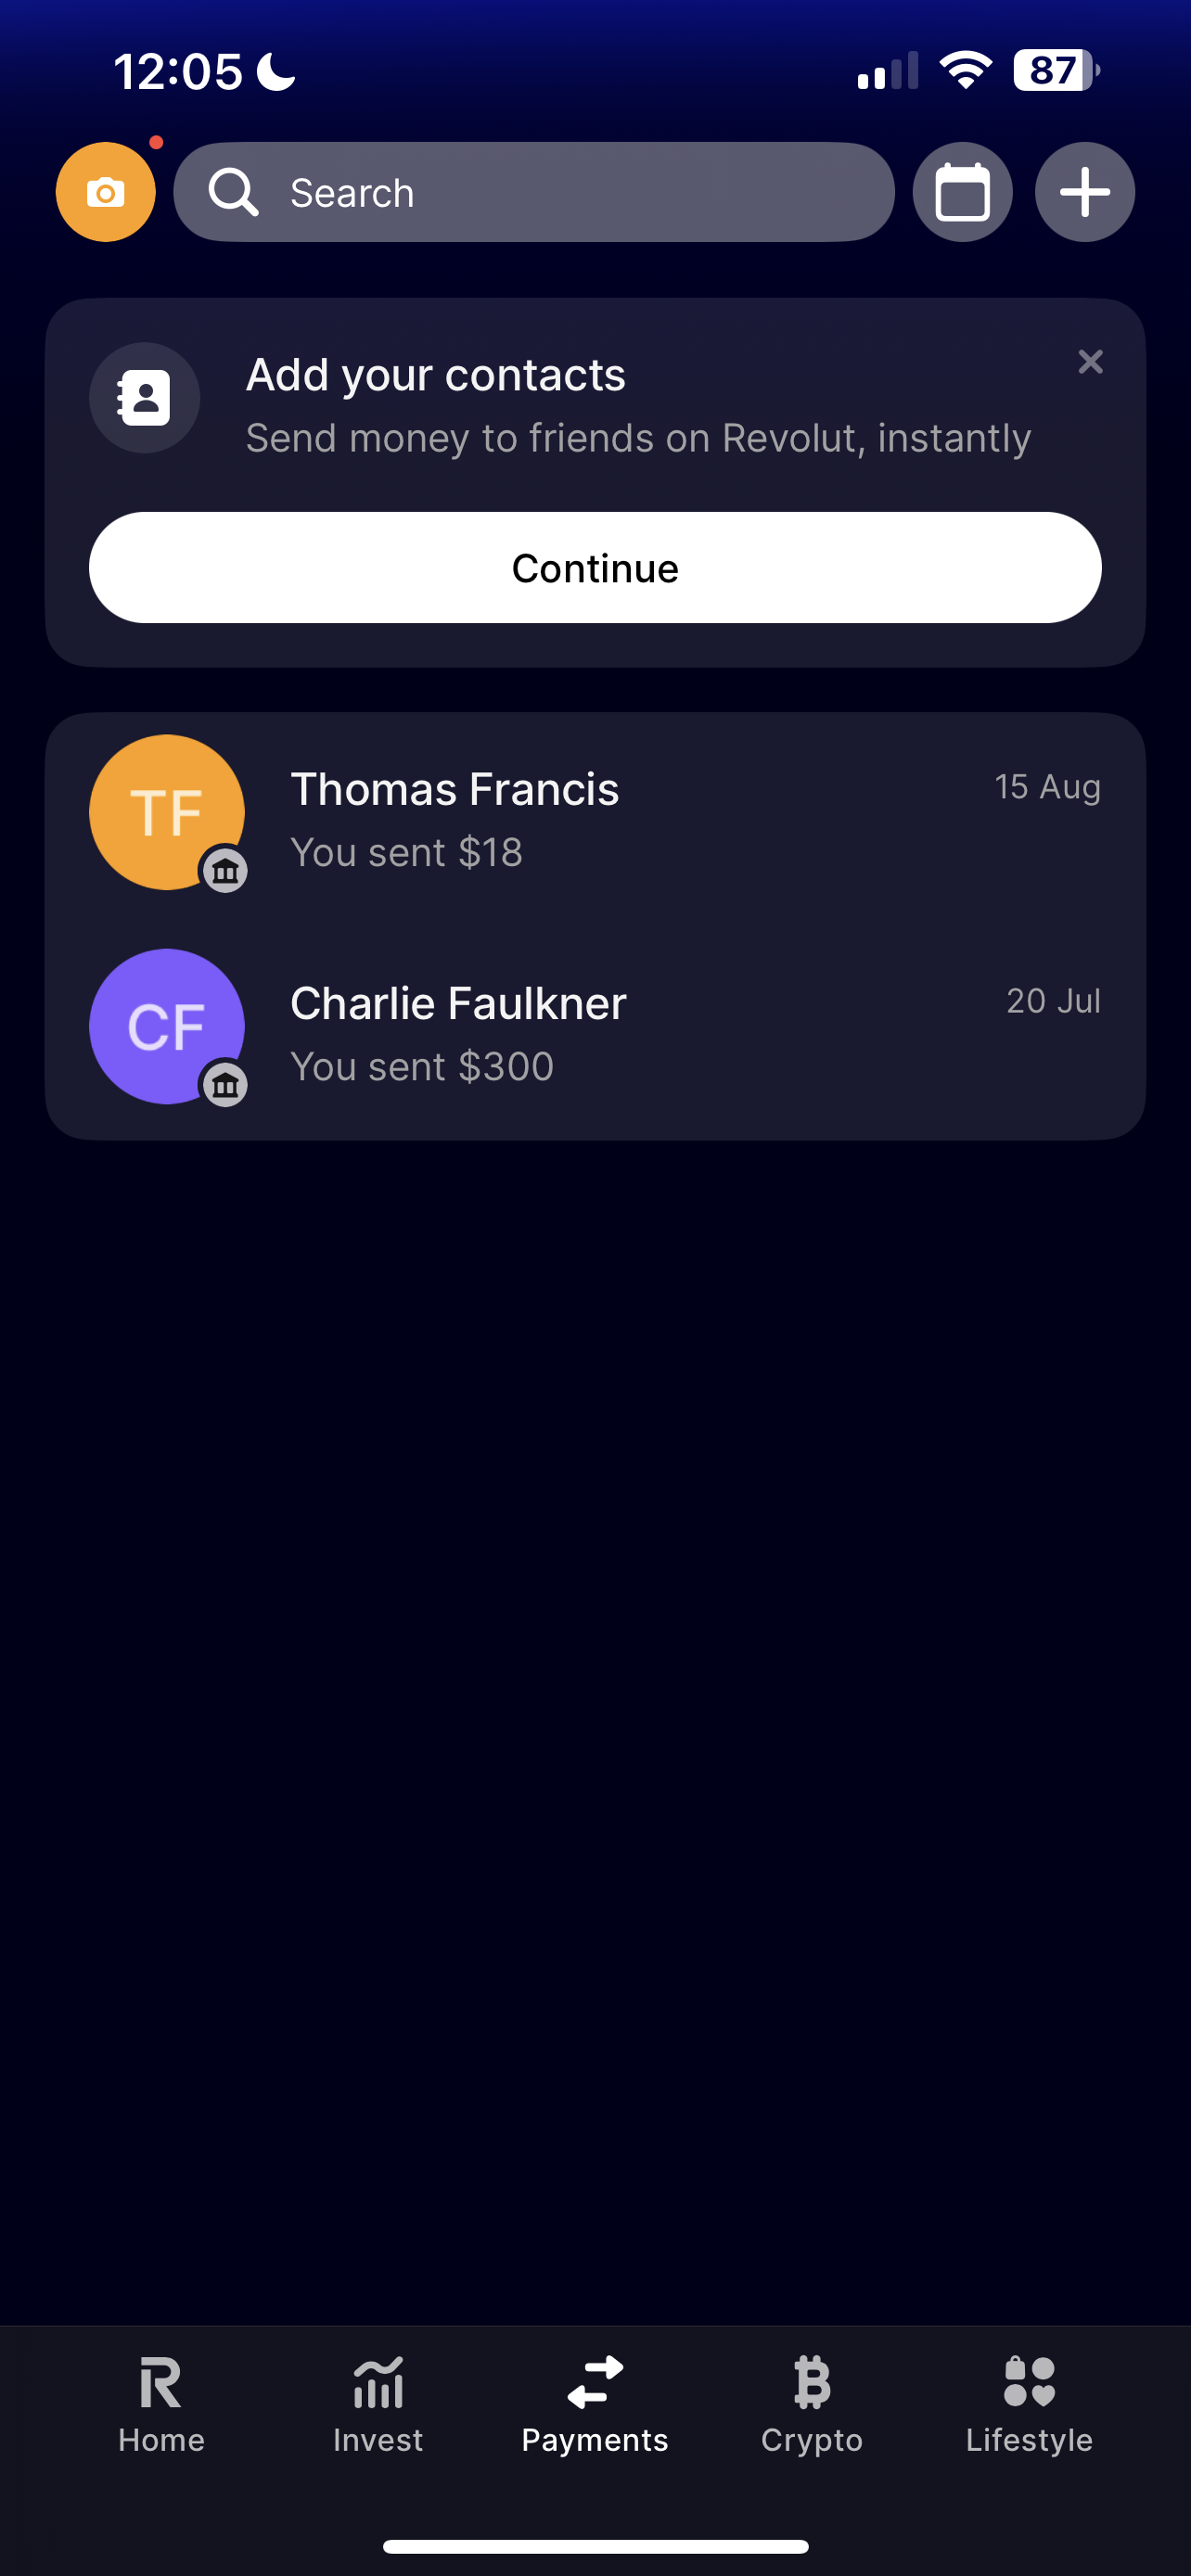 12:05
87
Search
Add your contacts
Send money to friends on Revolut, instantly
Continue
TF
Thomas Francis
15 Aug
You sent $18
CF
Charlie Faulkner
20 Jul
You sent $300
Home
Invest
Payments
Crypto
Lifestyle